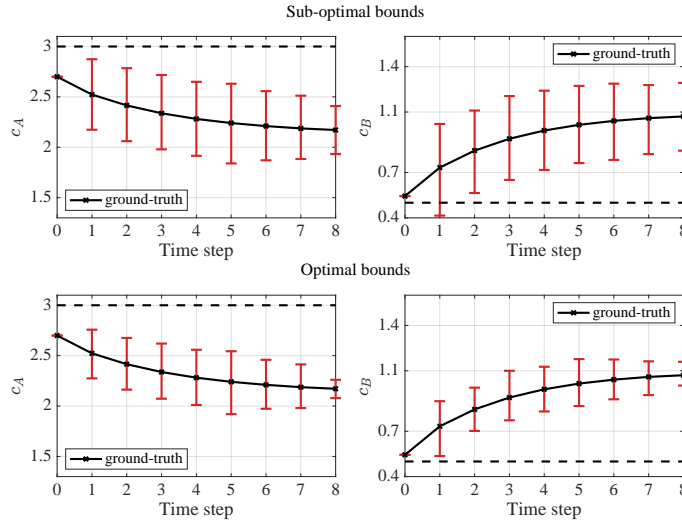 Sub-optimal bounds
3
2.5
2
1.5
c_A
ground-truth
0 1 2 3 4 5 6 7 8
Time step
1.4
1.1
0.7
0.4
c_B
ground-truth
0 1 2 3 4 5 6 7 8
Time step
Optimal bounds
3
2.5
2
1.5
c_A
ground-truth
0 1 2 3 4 5 6 7 8
Time step
1.4
1.1
0.7
0.4
c_B
ground-truth
0 1 2 3 4 5 6 7 8
Time step